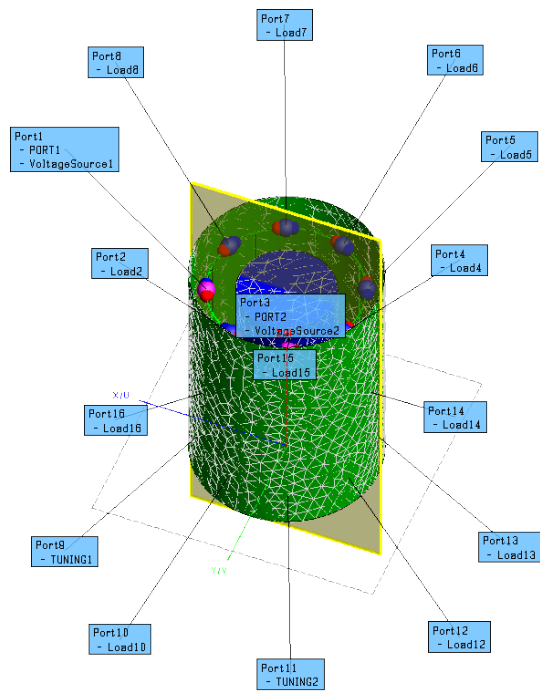 Port7
- Load7
Port8
- Load8
Port6
- Load6
Port1
- PORT1
- VoltageSource1
Port5
- Load5
Port2
- Load2
Port4
- Load4
Port3
- PORT2
- VoltageSource2
Port15
- Load15
X/U
Port16
- Load16
Port14
- Load14
Port9
- TUNING1
Port13
- Load13
Y/V
Port10
- Load10
Port12
- Load12
Port11
- TUNING2